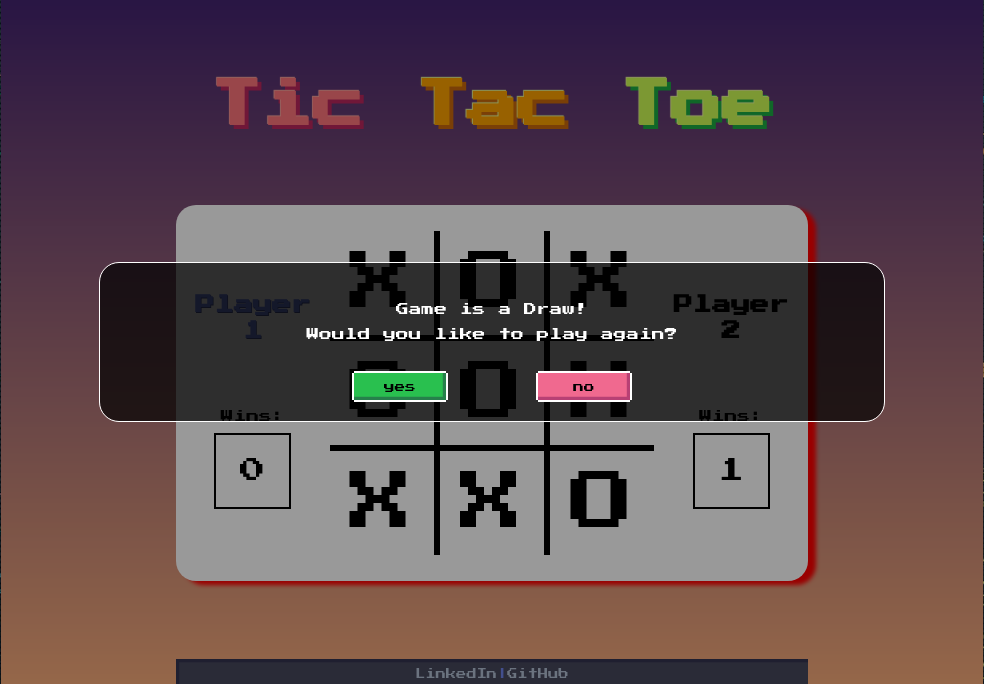 Tic Tac Toe
X O X
Player 1
Player 2
Game is a Draw!
Would you like to play again?
O O X
yes
no
Wins:
Wins:
0
1
X X O
LinkedIn|GitHub